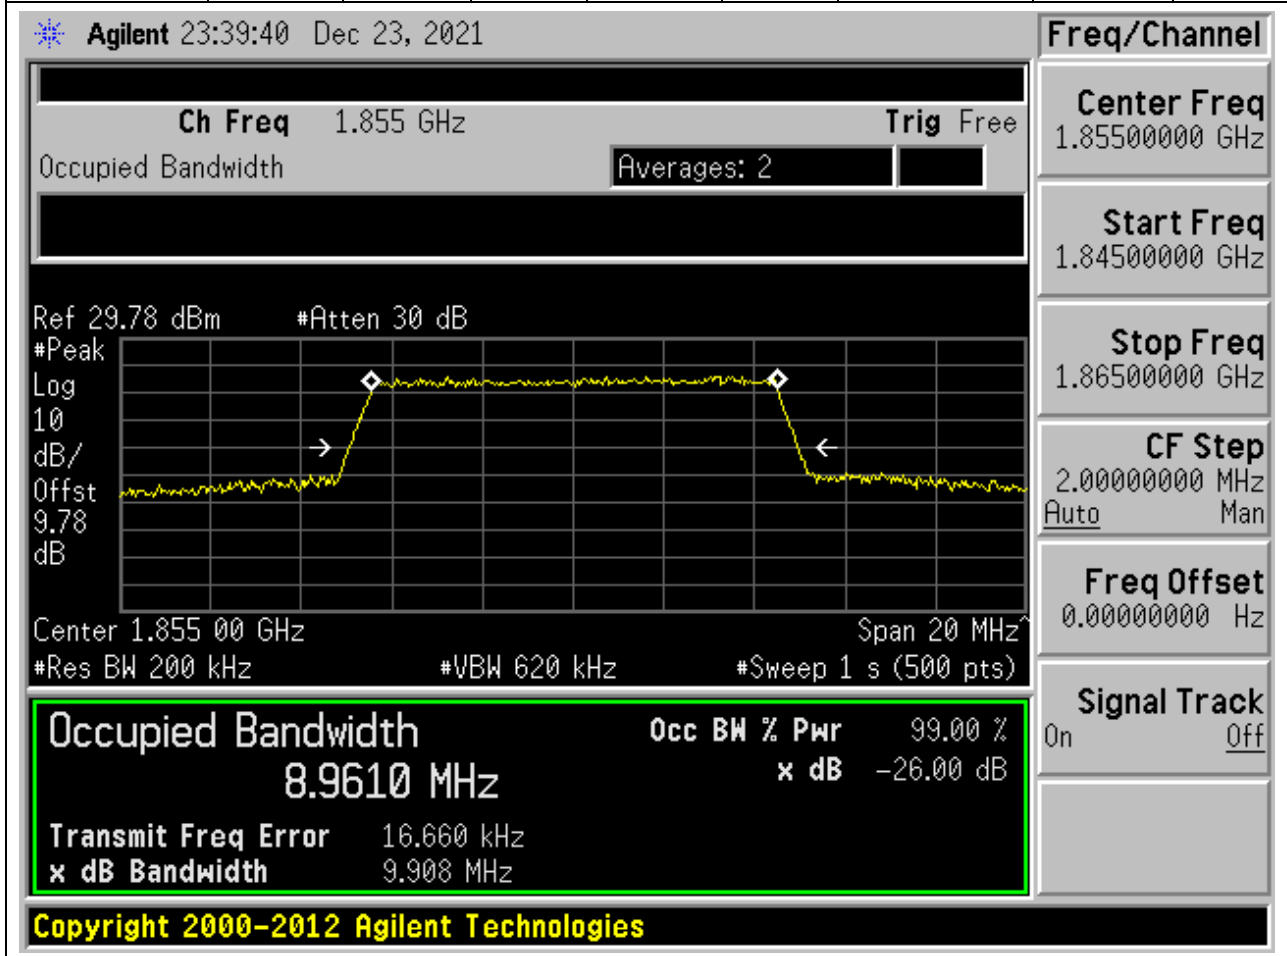 Agilent 23:39:40 Dec 23, 2021
Freq/Channel
Ch Freq 1.855 GHz Trig Free
Occupied Bandwidth Averages: 2
Center Freq
1.85500000 GHz
Start Freq
1.84500000 GHz
Stop Freq
1.86500000 GHz
CF Step
2.00000000 MHz
Auto Man
Freq Offset
0.00000000 Hz
Signal Track
On Off
Ref 29.78 dBm #Atten 30 dB
#Peak
Log
10
dB/
Offst
9.78
dB
Center 1.855 00 GHz Span 20 MHz^
#Res BW 200 kHz #VBW 620 kHz #Sweep 1 s (500 pts)
Occupied Bandwidth Occ BW % Pwr 99.00 %
8.9610 MHz x dB -26.00 dB
Transmit Freq Error 16.660 kHz
x dB Bandwidth 9.908 MHz
Copyright 2000-2012 Agilent Technologies